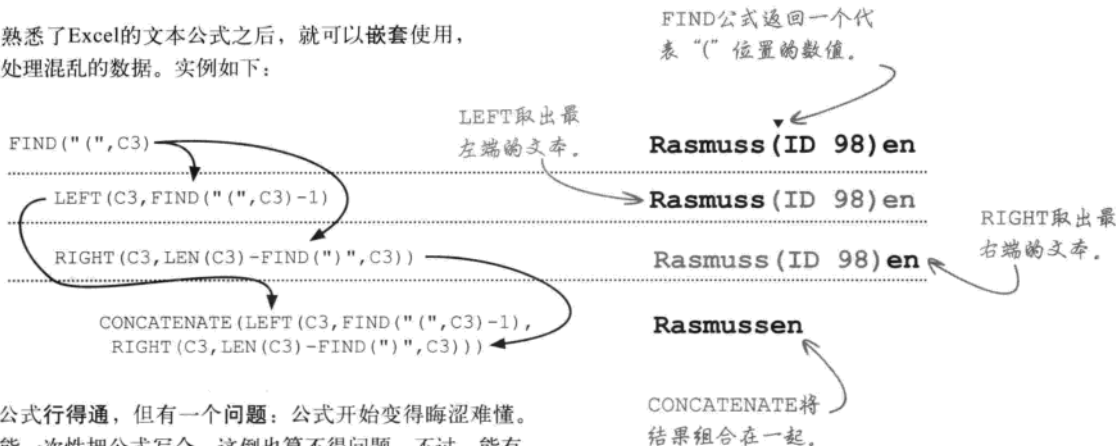 熟悉了Excel的文本公式之后，就可以嵌套使用，
处理混乱的数据。实例如下：
FIND公式返回一个代
表“(”位置的数值。
LEFT取出最
左端的文本。
FIND("(",C3)
Rasmuss(ID 98)en
LEFT(C3,FIND("(",C3)-1)
Rasmuss(ID 98)en
RIGHT取出最
右端的文本。
RIGHT(C3,LEN(C3)-FIND(")",C3))
Rasmuss(ID 98)en
CONCATENATE(LEFT(C3,FIND("(",C3)-1),
RIGHT(C3,LEN(C3)-FIND(")",C3)))
Rasmussen
CONCATENATE将
结果组合在一起。
公式行得通，但有一个问题：公式开始变得晦涩难懂。